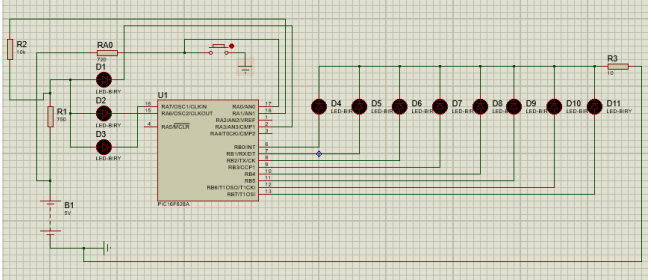 R2
10k
RA0
720
D1
LED-BIRY
D2
LED-BIRY
D3
LED-BIRY
R1
750
B1
5V
U1
16
15
4
RA7/OSC1/CLKIN
RA6/OSC2/CLKOUT
RA5/MCLR
RA0/AN0
RA1/AN1
RA2/AN2/VREF
RA3/AN3/CMP1
RA4/T0CKI/CMP2
RB0/INT
RB1/RX/DT
RB2/TX/CK
RB3/CCP1
RB4
RB5
RB6/T1OSO/T1CKI
RB7/T1OSI
17
18
1
2
3
6
7
8
9
10
11
12
13
PIC16F628A
D4
LED-BIRY
D5
LED-BIRY
D6
LED-BIRY
D7
LED-BIRY
D8
LED-BIRY
D9
LED-BIRY
D10
LED-BIRY
D11
LED-BIRY
R3
10